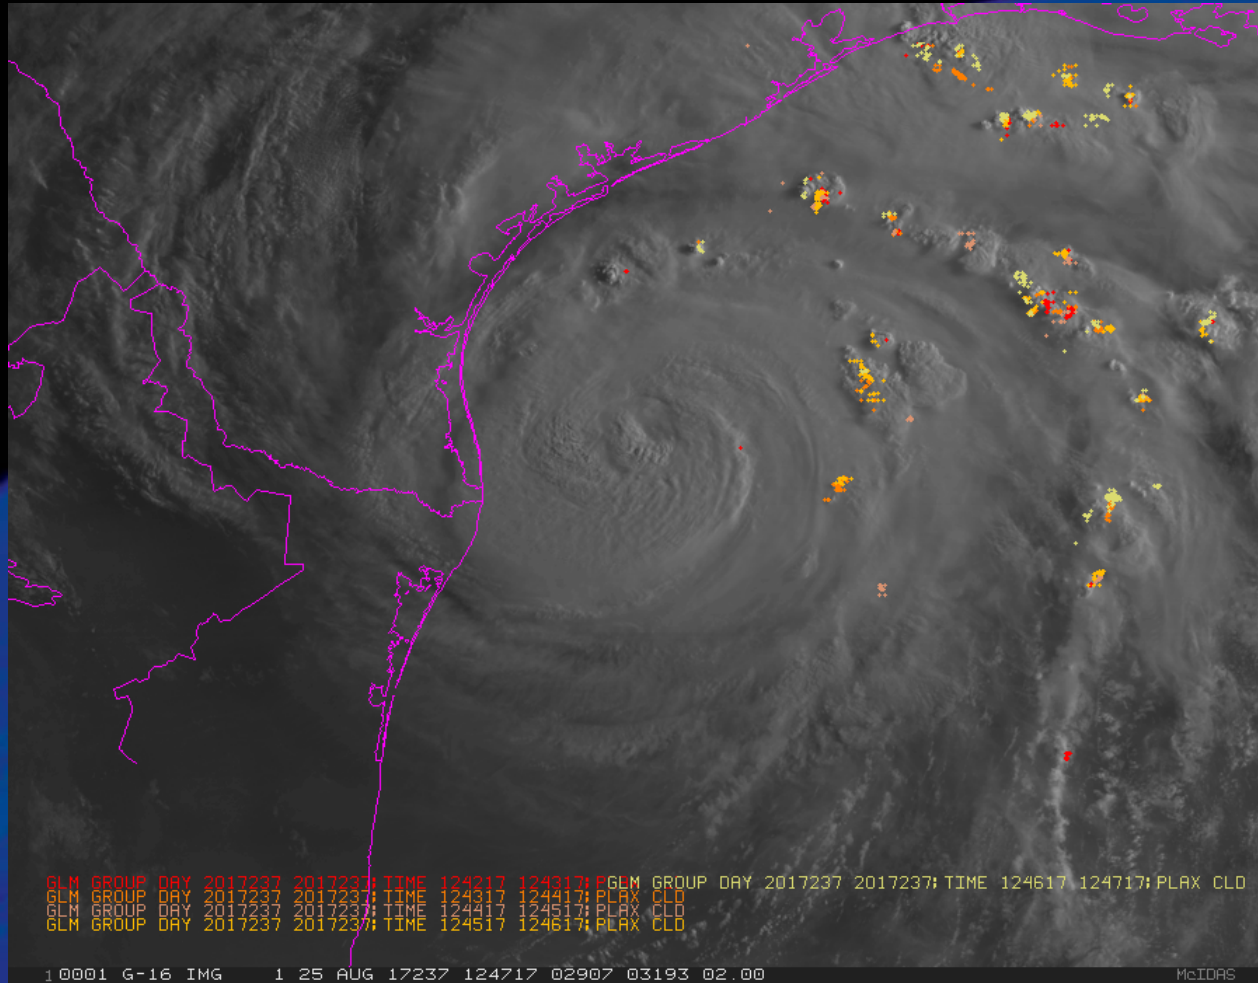 GLM GROUP DAY 2017237 2017237; TIME 124217 124317; P GLM GROUP DAY 2017237 2017237; TIME 124617 124717; PLAX CLD
GLM GROUP DAY 2017237 2017237; TIME 124317 124417; PLAX CLD
GLM GROUP DAY 2017237 2017237; TIME 124417 124517; PLAX CLD
GLM GROUP DAY 2017237 2017237; TIME 124517 124617; PLAX CLD
1 0001 G-16 IMG 1 25 AUG 17237 124717 02907 03193 02.00 McIDAS